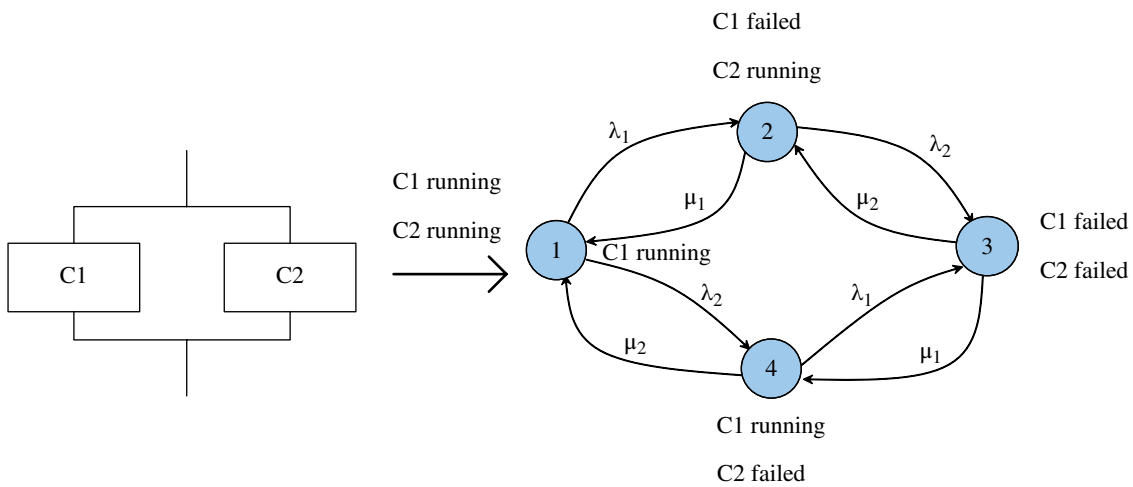 C1 failed
C2 running
2
λ1
λ2
C1 running
C2 running
μ1
μ2
C1
C2
1
C1 running
3
C1 failed
C2 failed
λ2
λ1
μ2
μ1
4
C1 running
C2 failed